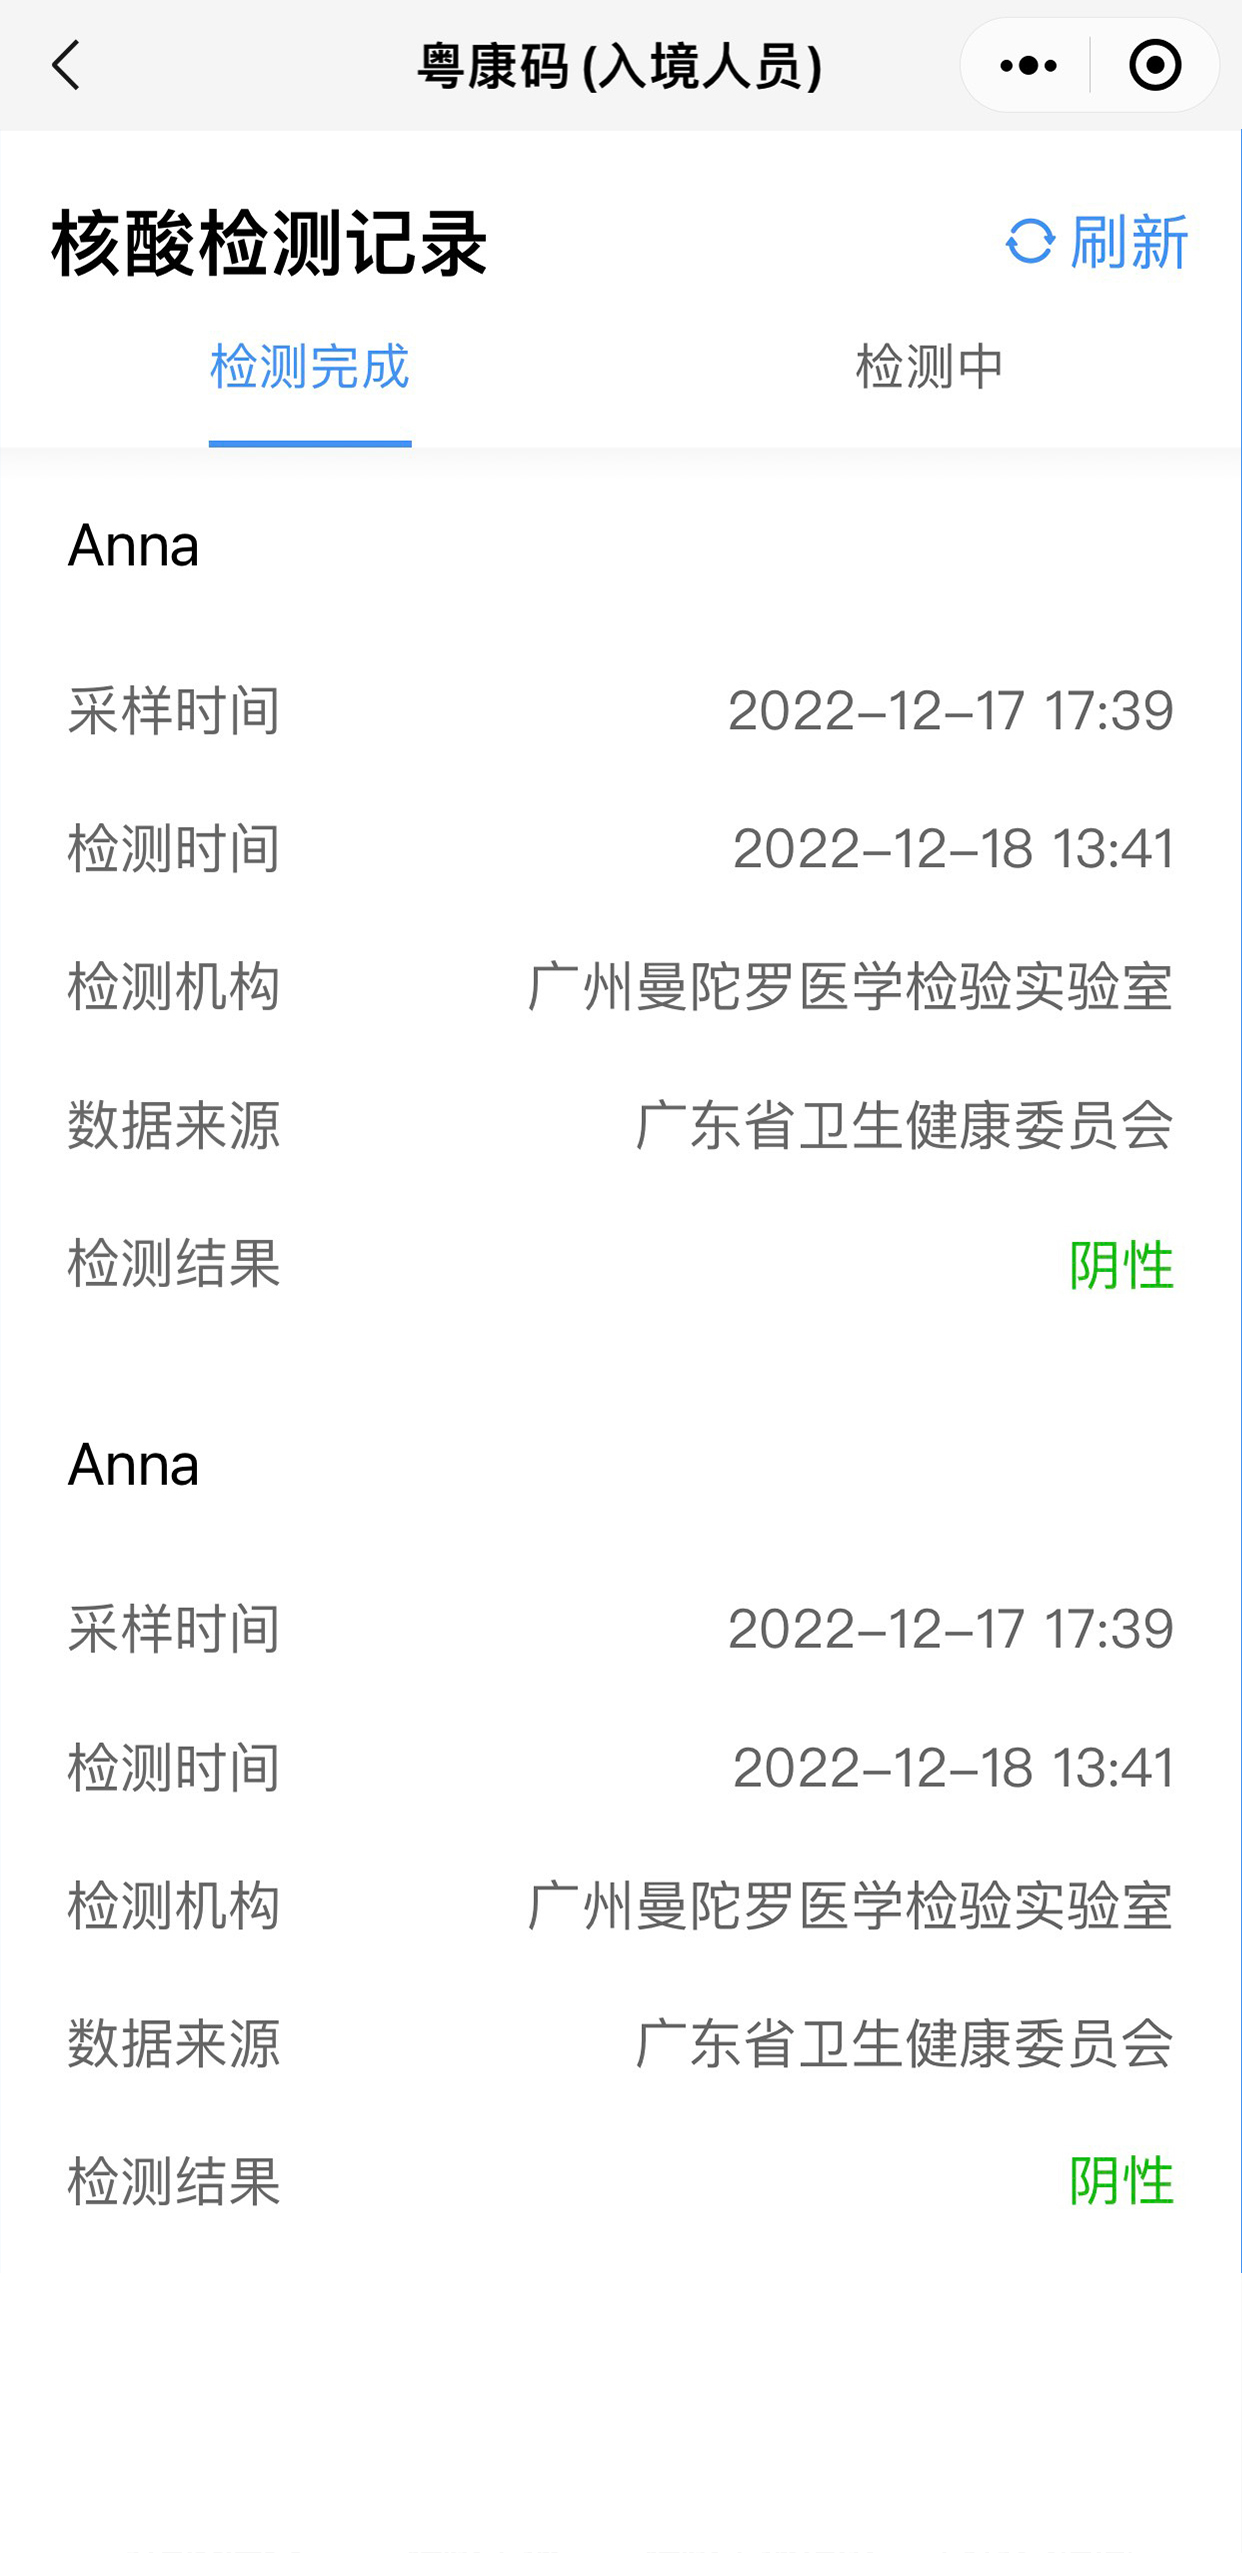 粤康码(入境人员)
核酸检测记录 刷新
检测完成 检测中
Anna
采样时间 2022-12-17 17:39
检测时间 2022-12-18 13:41
检测机构 广州曼陀罗医学检验实验室
数据来源 广东省卫生健康委员会
检测结果 阴性
Anna
采样时间 2022-12-17 17:39
检测时间 2022-12-18 13:41
检测机构 广州曼陀罗医学检验实验室
数据来源 广东省卫生健康委员会
检测结果 阴性